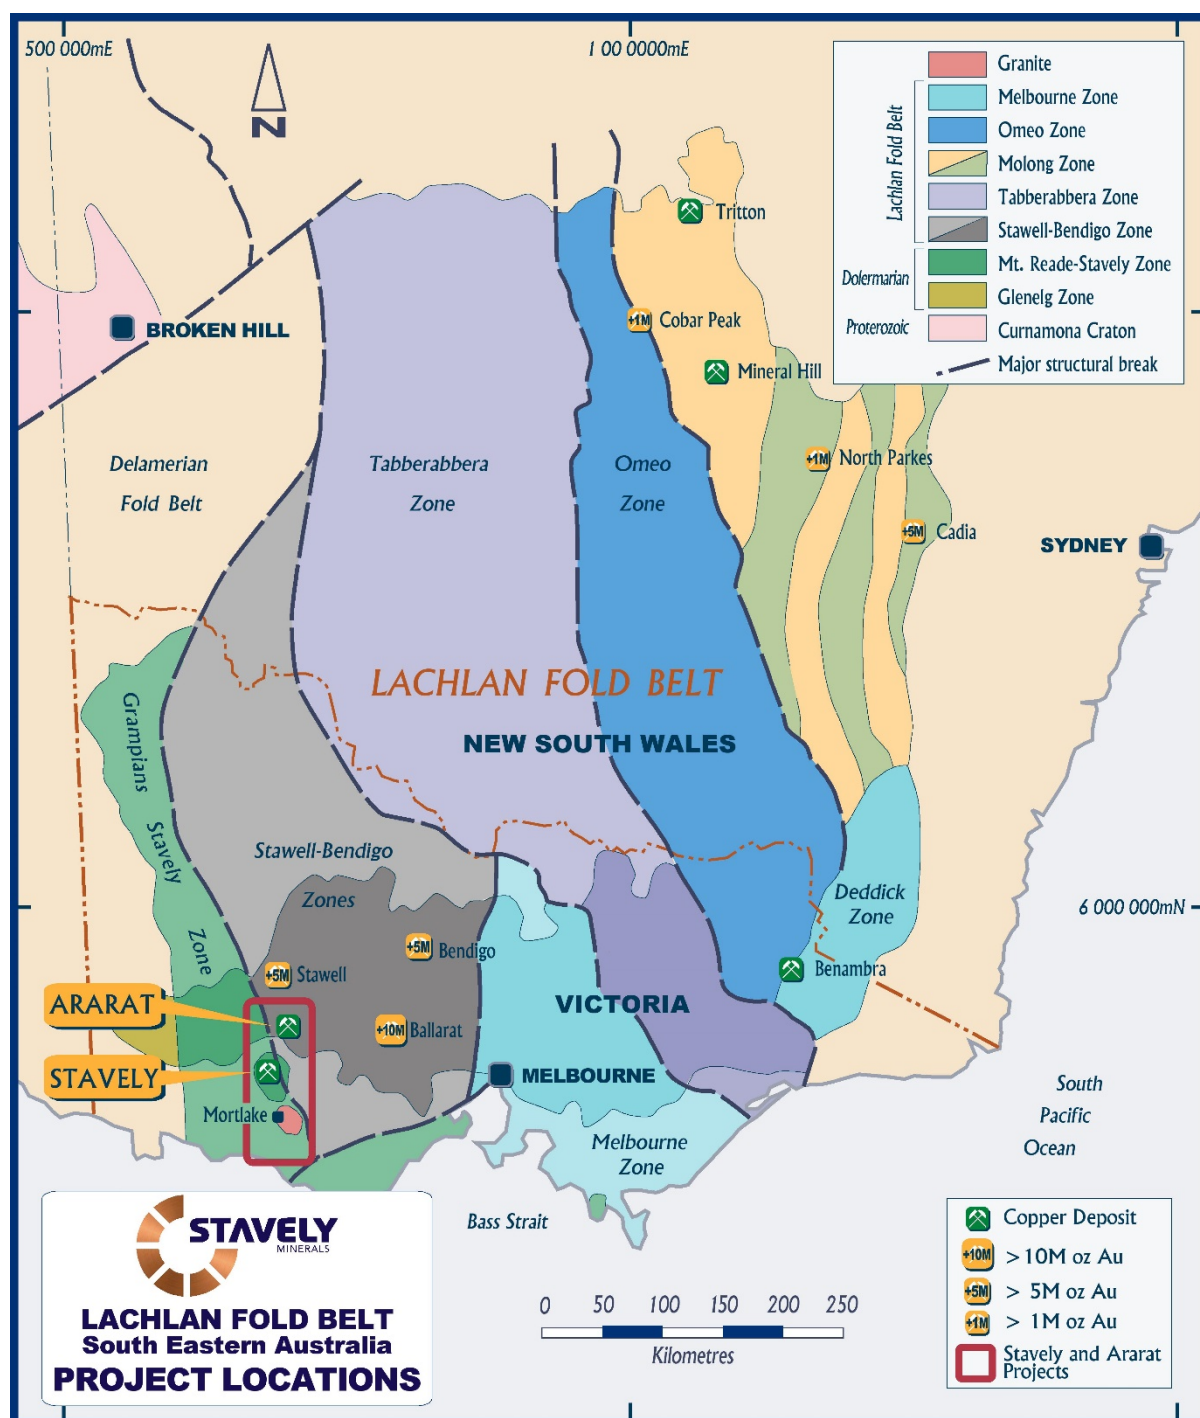 500 000mE
1 00 0000mE
N
Lachlan Fold Belt
Dolermarian
Proterozoic
Granite
Melbourne Zone
Omeo Zone
Molong Zone
Tabberabbera Zone
Stawell-Bendigo Zone
Mt. Reade-Stavely Zone
Glenelg Zone
Curnamona Craton
Major structural break
Tritton
BROKEN HILL
+1M
Cobar Peak
Mineral Hill
Delamerian
Fold Belt
Tabberabbera
Zone
Omeo
Zone
+1M
North Parkes
+5M
Cadia
SYDNEY
LACHLAN FOLD BELT
NEW SOUTH WALES
Grampians
Stavely
Zone
Stawell-Bendigo
Zones
Deddick
Zone
6 000 000mN
+5M
Bendigo
+5M
Stawell
Benambra
ARARAT
VICTORIA
+10M
Ballarat
STAVELY
MELBOURNE
Mortlake
Melbourne
Zone
South
Pacific
Ocean
Bass Strait
STAVELY
MINERALS
LACHLAN FOLD BELT
South Eastern Australia
PROJECT LOCATIONS
0 50 100 150 200 250
Kilometres
Copper Deposit
+10M > 10M oz Au
+5M > 5M oz Au
+1M > 1M oz Au
Stavely and Ararat
Projects